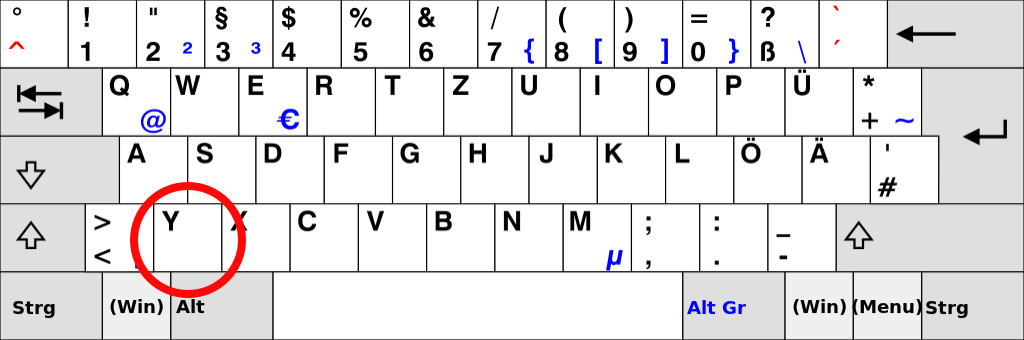 ° ! " § $ % & / ( ) = ? `
^ 1 2 ² 3 ³ 4 5 6 7 { 8 [ 9 ] 0 } ß \ ´
Q W E R T Z U I O P Ü *
@ € + ~
A S D F G H J K L Ö Ä '
#
> Y X C V B N M ; : _
< µ , . -
Strg (Win) Alt Alt Gr (Win) (Menu) Strg